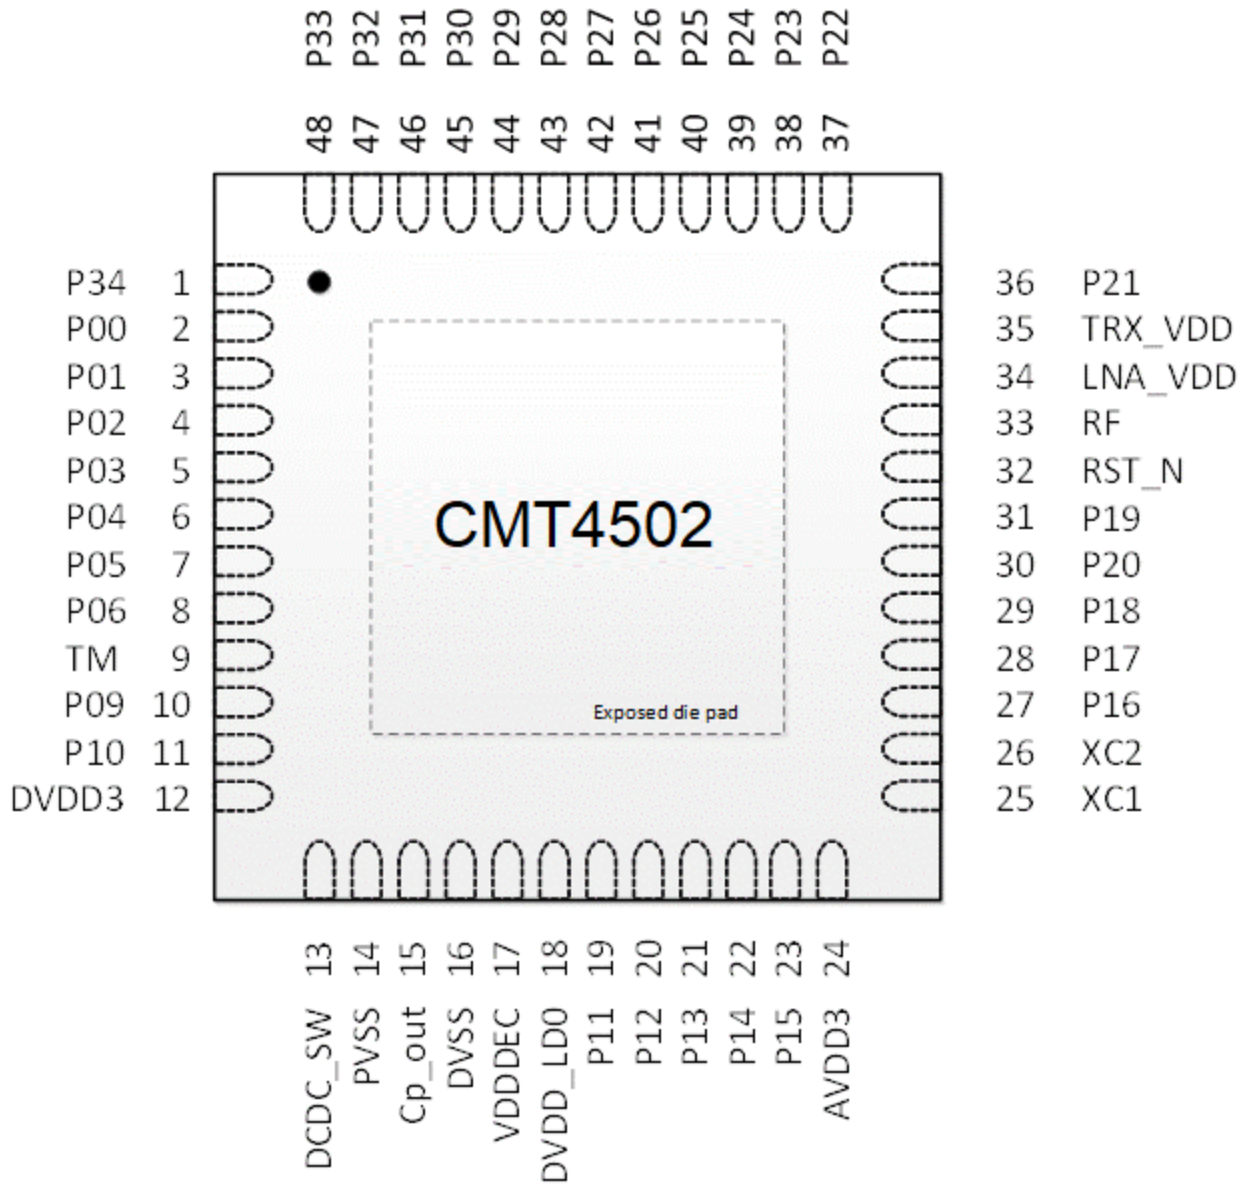 P33 P32 P31 P30 P29 P28 P27 P26 P25 P24 P23 P22
48 47 46 45 44 43 42 41 40 39 38 37
P34 1
P00 2
P01 3
P02 4
P03 5
P04 6
P05 7
P06 8
TM 9
P09 10
P10 11
DVDD3 12
CMT4502
Exposed die pad
36 P21
35 TRX_VDD
34 LNA_VDD
33 RF
32 RST_N
31 P19
30 P20
29 P18
28 P17
27 P16
26 XC2
25 XC1
13 14 15 16 17 18 19 20 21 22 23 24
DCDC_SW PVSS Cp_out DVSS VDDDEC DVDD_LD0 P11 P12 P13 P14 P15 AVDD3